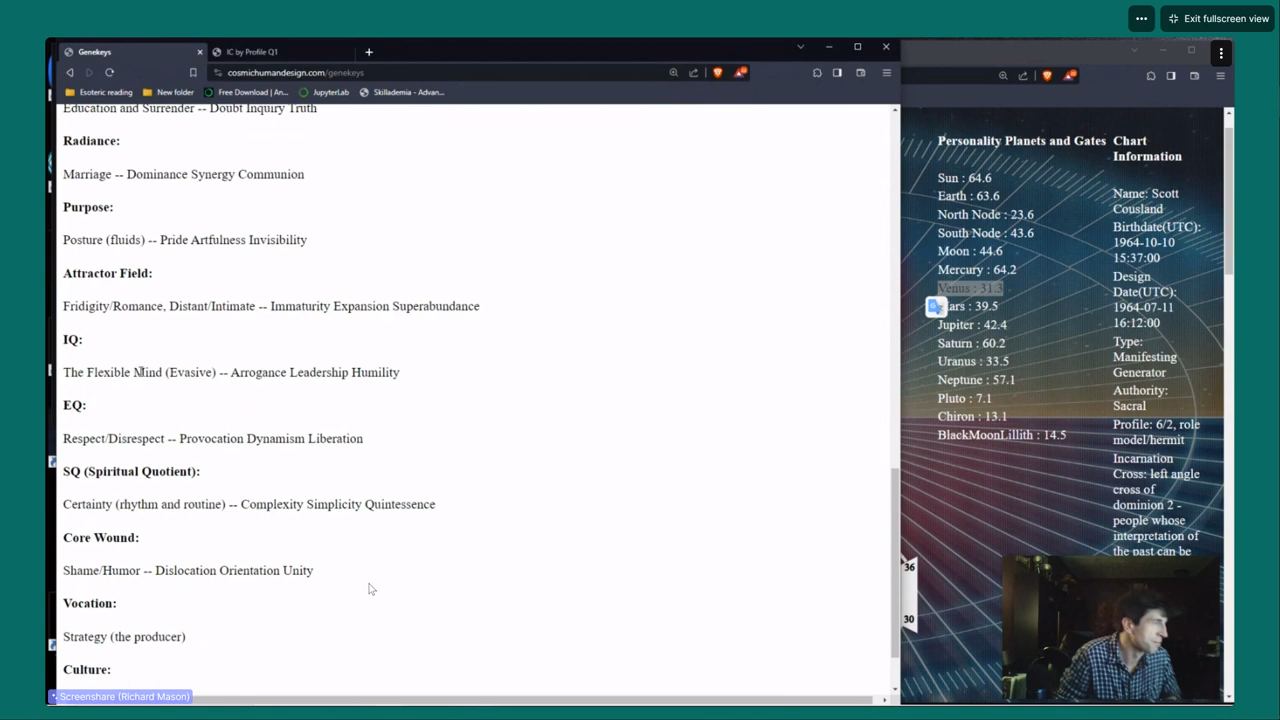 Exit fullscreen view
Genekeys
IC by Profile Q1
cosmichumandesign.com/genekeys
Esoteric reading
New folder
Free Download | An...
JupyterLab
Skillademia - Advan...
Education and Surrender -- Doubt Inquiry Truth
Radiance:
Marriage -- Dominance Synergy Communion
Purpose:
Posture (fluids) -- Pride Artfulness Invisibility
Attractor Field:
Fridigity/Romance, Distant/Intimate -- Immaturity Expansion Superabundance
IQ:
The Flexible Mind (Evasive) -- Arrogance Leadership Humility
EQ:
Respect/Disrespect -- Provocation Dynamism Liberation
SQ (Spiritual Quotient):
Certainty (rhythm and routine) -- Complexity Simplicity Quintessence
Core Wound:
Shame/Humor -- Dislocation Orientation Unity
Vocation:
Strategy (the producer)
Culture:
Screenshare (Richard Mason)
Personality Planets and Gates
Sun : 64.6
Earth : 63.6
North Node : 23.6
South Node : 43.6
Moon : 44.6
Mercury : 64.2
Venus : 31.3
ars : 39.5
Jupiter : 42.4
Saturn : 60.2
Uranus : 33.5
Neptune : 57.1
Pluto : 7.1
Chiron : 13.1
BlackMoonLillith : 14.5
Chart
Information
Name: Scott
Cousland
Birthdate(UTC):
1964-10-10
15:37:00
Design
Date(UTC):
1964-07-11
16:12:00
Type:
Manifesting
Generator
Authority:
Sacral
Profile: 6/2, role
model/hermit
Incarnation
Cross: left angle
cross of
dominion 2 -
people whose
interpretation of
the past can be
36
30